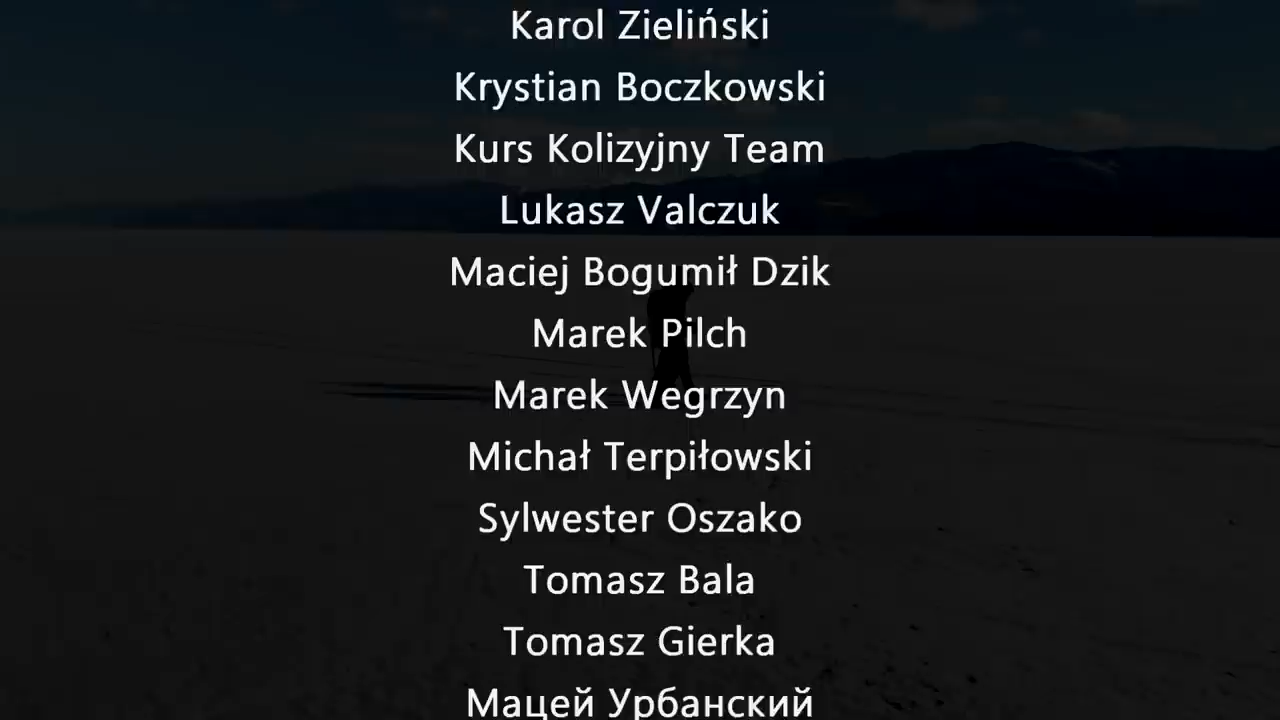 Karol Zieliński
Krystian Boczkowski
Kurs Kolizyjny Team
Lukasz Valczuk
Maciej Bogumił Dzik
Marek Pilch
Marek Wegrzyn
Michał Terpiłowski
Sylwester Oszako
Tomasz Bala
Tomasz Gierka
Мацей Урбанский